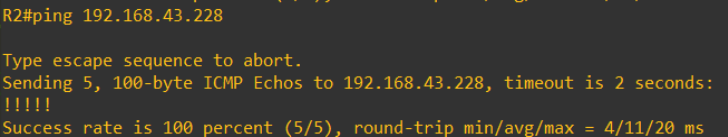 R2#ping 192.168.43.228
Type escape sequence to abort.
Sending 5, 100-byte ICMP Echos to 192.168.43.228, timeout is 2 seconds:
!!!!!
Success rate is 100 percent (5/5), round-trip min/avg/max = 4/11/20 ms